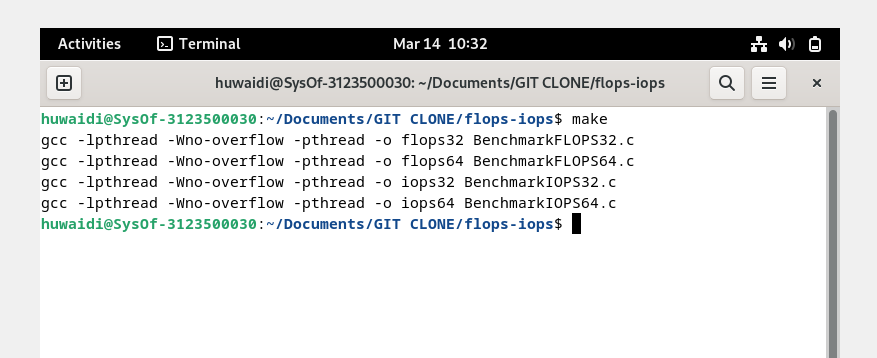 Activities Terminal Mar 14 10:32
huwaidi@SysOf-3123500030: ~/Documents/GIT CLONE/flops-iops
huwaidi@SysOf-3123500030:~/Documents/GIT CLONE/flops-iops$ make
gcc -lpthread -Wno-overflow -pthread -o flops32 BenchmarkFLOPS32.c
gcc -lpthread -Wno-overflow -pthread -o flops64 BenchmarkFLOPS64.c
gcc -lpthread -Wno-overflow -pthread -o iops32 BenchmarkIOPS32.c
gcc -lpthread -Wno-overflow -pthread -o iops64 BenchmarkIOPS64.c
huwaidi@SysOf-3123500030:~/Documents/GIT CLONE/flops-iops$